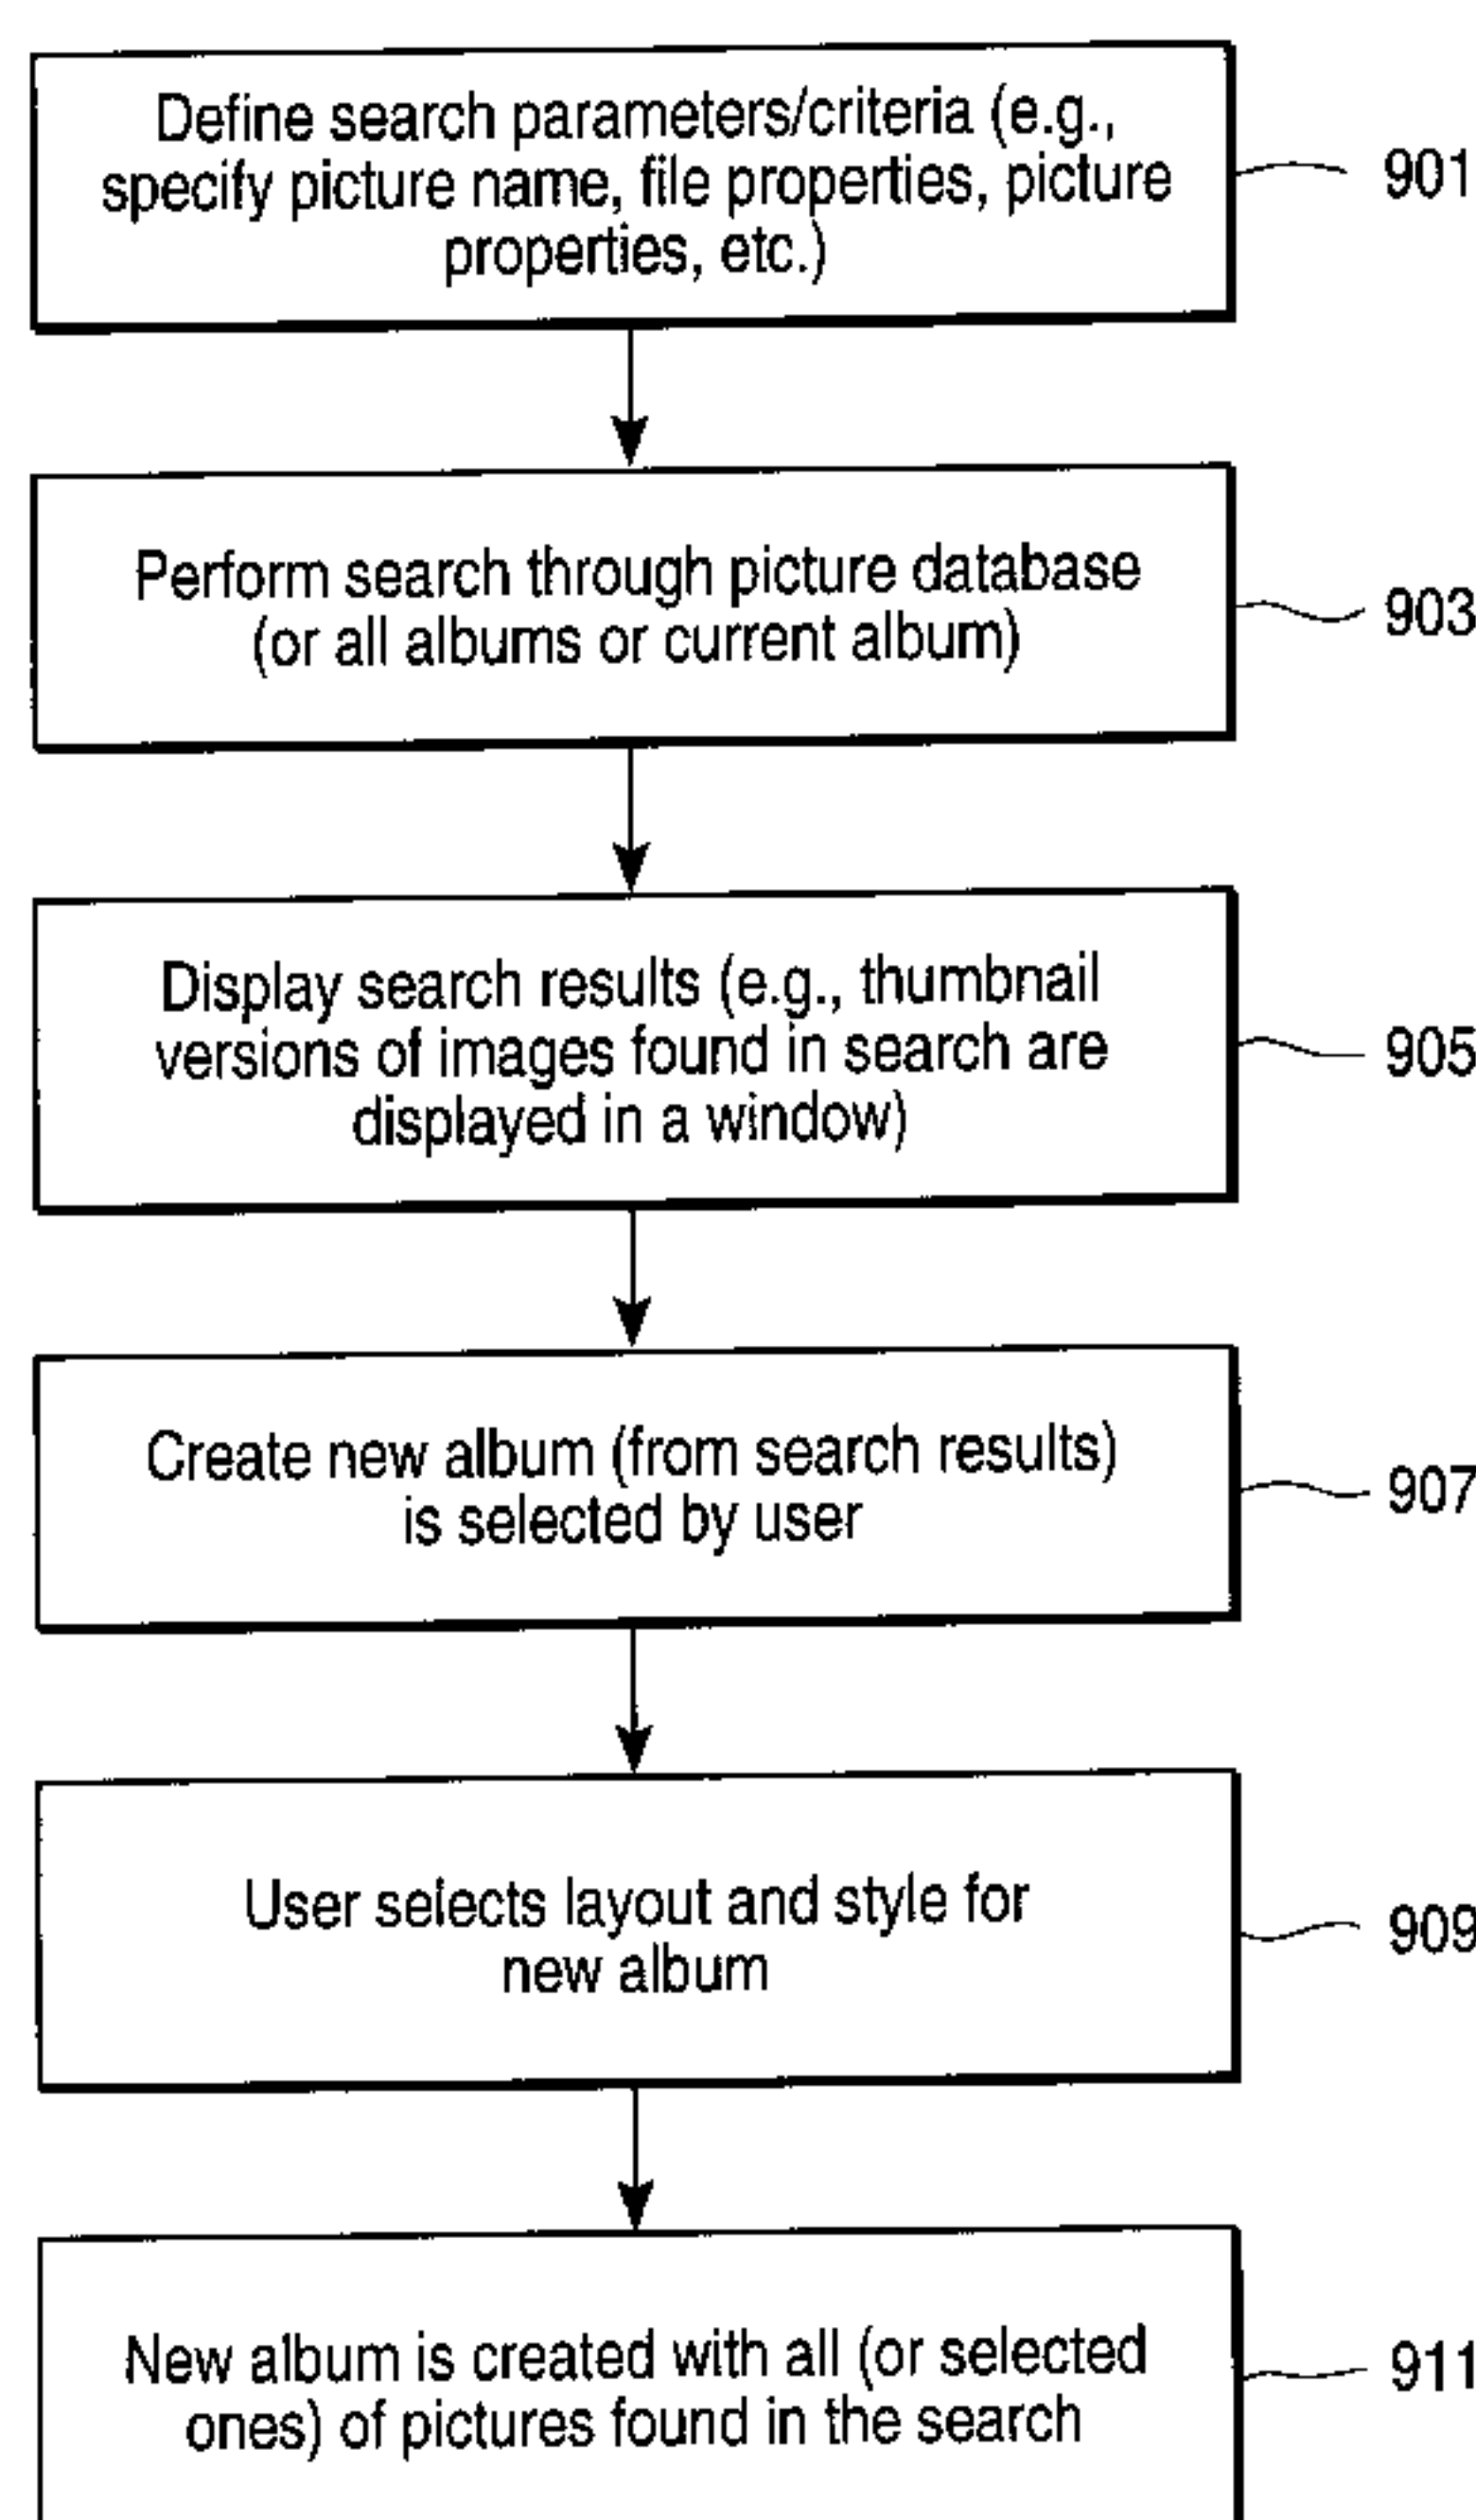 Define search parameters/criteria (e.g.,
specify picture name, file properties, picture
properties, etc.)
901
Perform search through picture database
(or all albums or current album)
903
Display search results (e.g., thumbnail
versions of images found in search are
displayed in a window)
905
Create new album (from search results)
is selected by user
907
User selects layout and style for
new album
909
New album is created with all (or selected
ones) of pictures found in the search
911